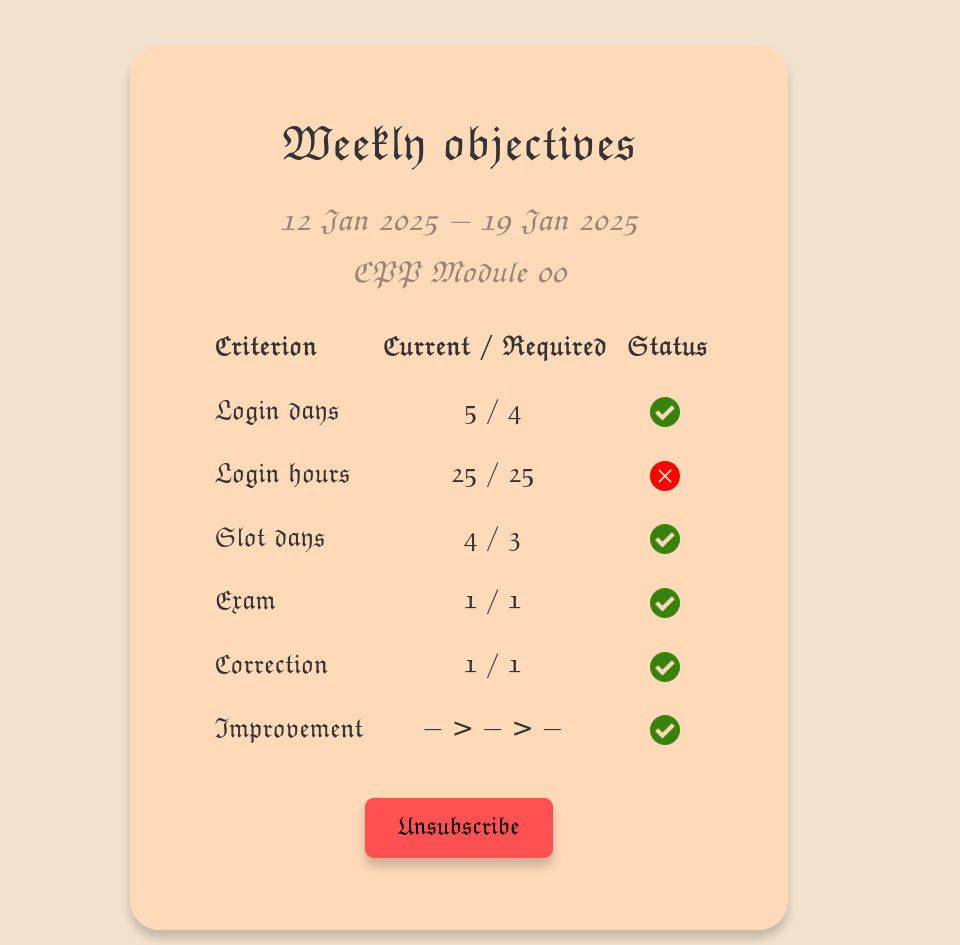 Weekly objectives
12 Jan 2025 — 19 Jan 2025
CPP Module 00
Criterion Current / Required Status
Login days 5 / 4
Login hours 25 / 25
Slot days 4 / 3
Exam 1 / 1
Correction 1 / 1
Improvement — > — > —
Unsubscribe